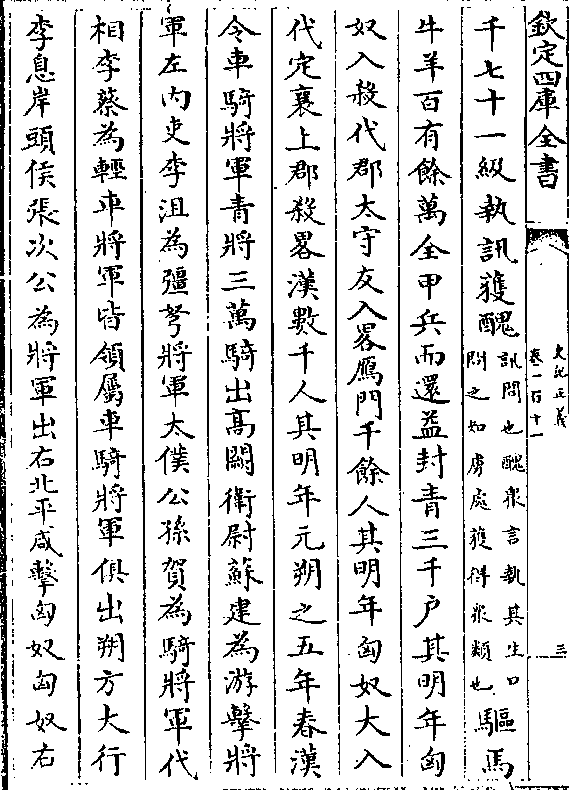 欽定四庫全書
史記正義
卷一百十一
三
千七十一級執訊獲醜訊問也醜衆言執其生口問之知虜處獲得衆類也驅馬
牛羊百有餘萬全甲兵而還益封青三千户其明年匈
奴入殺代郡太守友入畧鴈門千餘人其明年匈奴大入
代定襄上郡殺畧漢數千人其明年元朔之五年春漢
令車騎將軍青將三萬騎出髙闕衛尉蘇建為游擊將
軍左内史李沮為彊弩將軍太僕公孫賀為騎將軍代
相李蔡為輕車將軍皆領屬車騎將軍俱出朔方大行
李息岸頭侯張次公為將軍出右北平咸擊匈奴匈奴右